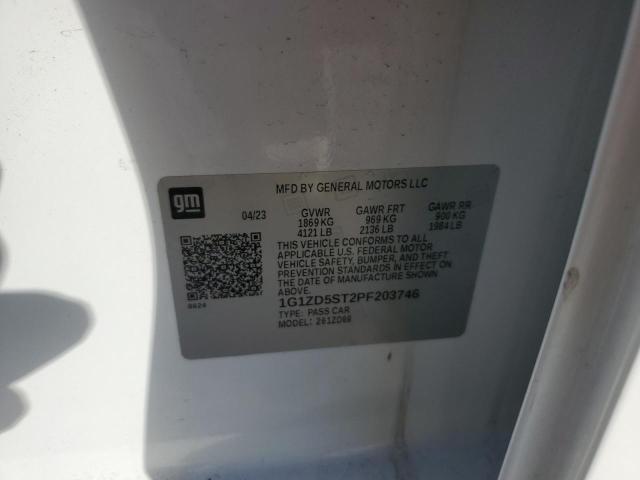 gm
MFD BY GENERAL MOTORS LLC
04/23 GVWR GAWR FRT GAWR RR
1869 KG 969 KG 900 KG
4121 LB 2136 LB 1984 LB
THIS VEHICLE CONFORMS TO ALL
APPLICABLE U.S. FEDERAL MOTOR
VEHICLE SAFETY, BUMPER, AND THEFT
PREVENTION STANDARDS IN EFFECT ON
THE DATE OF MANUFACTURE
SHOWN ABOVE.
1G1ZD5ST2PF203746
TYPE: PASS CAR
MODEL: